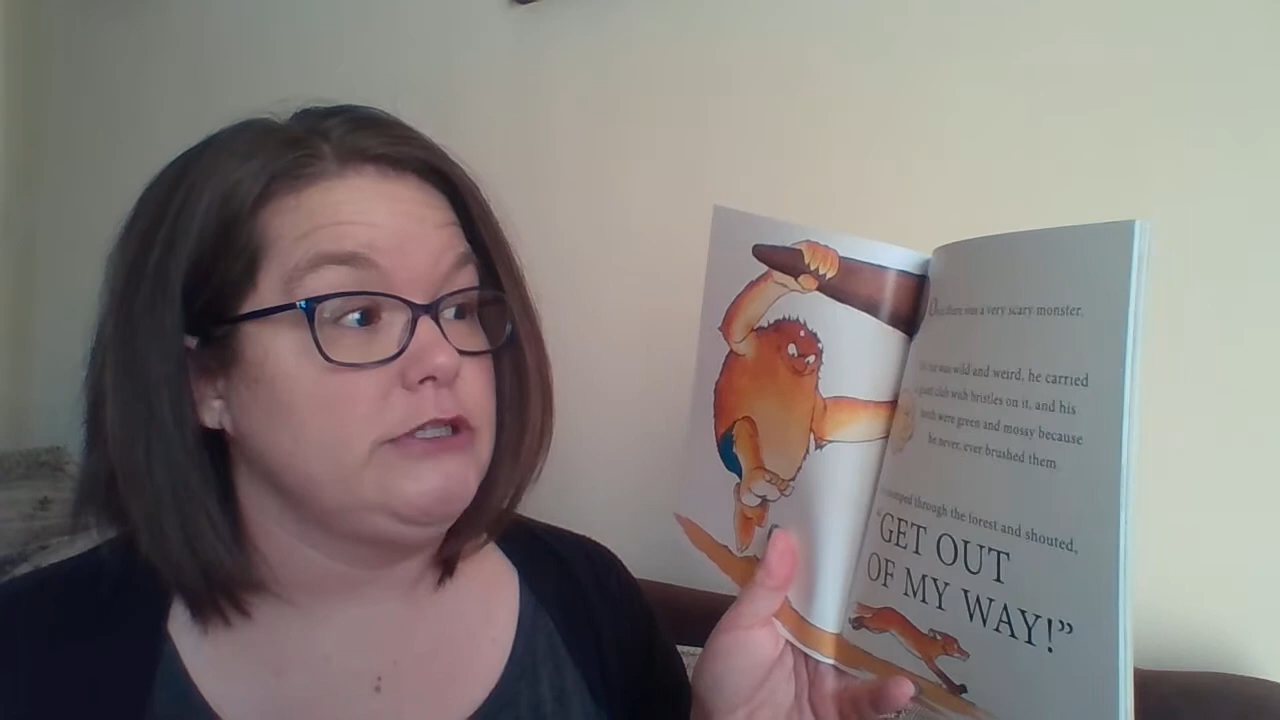 Once there was a very scary monster.
was wild and weird, he carried
giant club with bristles on it, and his
teeth were green and mossy because
he never, ever brushed them.
stomped through the forest and shouted,
"GET OUT
OF MY WAY!"